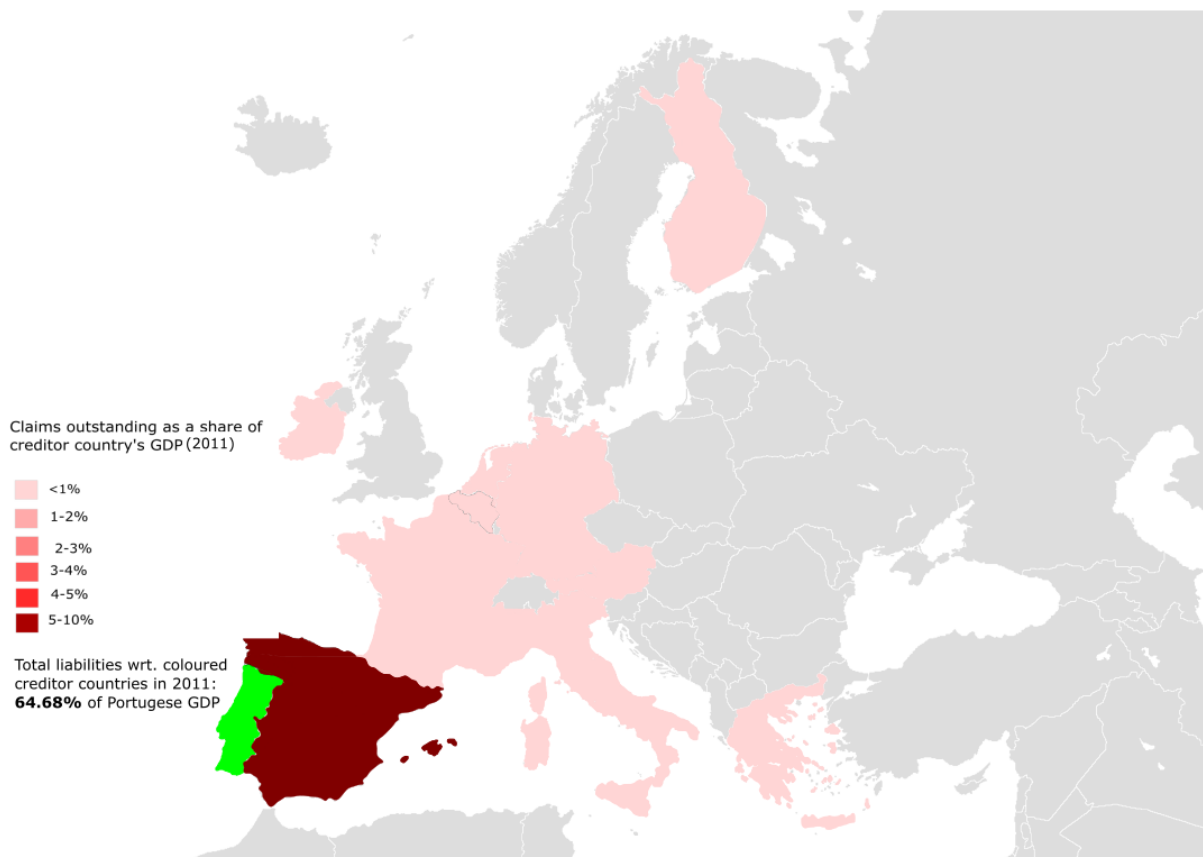 Claims outstanding as a share of
creditor country's GDP (2011)
<1%
1-2%
2-3%
3-4%
4-5%
5-10%
Total liabilities wrt. coloured
creditor countries in 2011:
64.68% of Portugese GDP